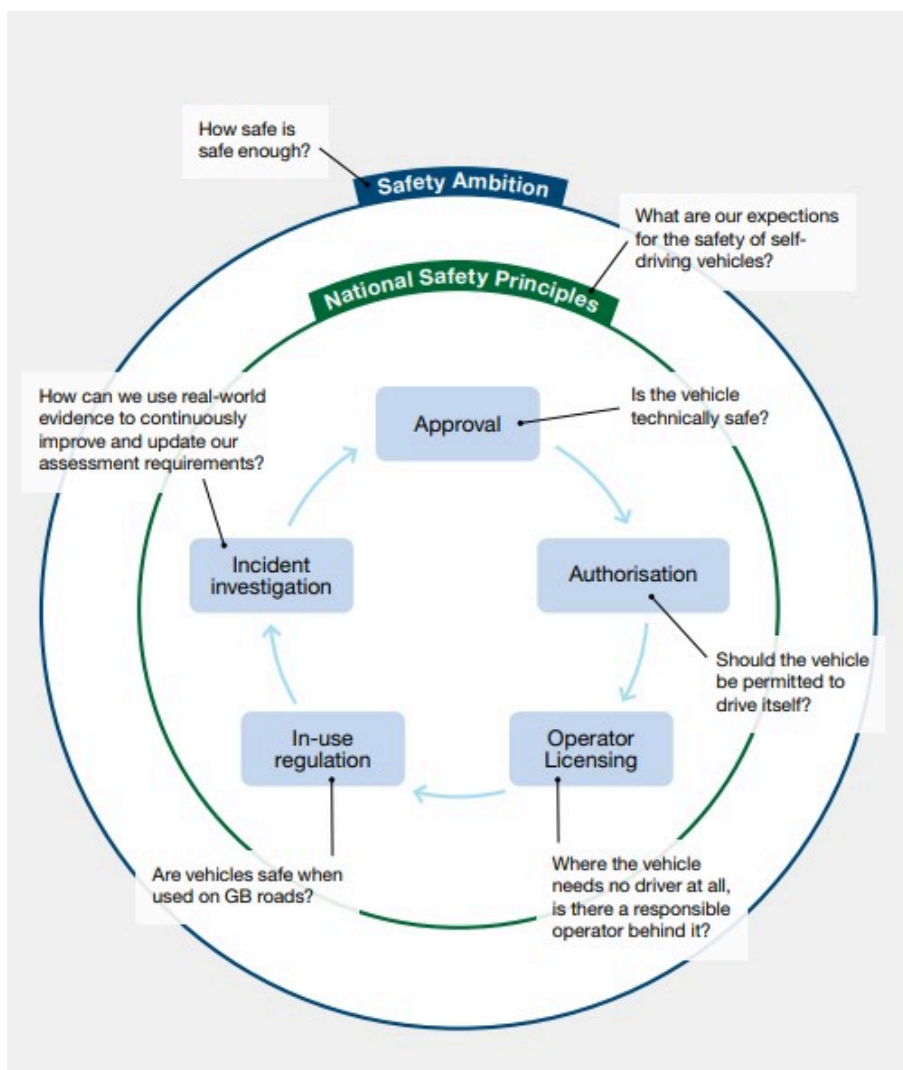 How safe is
safe enough?
Safety Ambition
What are our expections
for the safety of self-
driving vehicles?
National Safety Principles
How can we use real-world
evidence to continuously
improve and update our
assessment requirements?
Approval
Is the vehicle
technically safe?
Incident
investigation
Authorisation
Should the vehicle
be permitted to
drive itself?
In-use
regulation
Operator
Licensing
Are vehicles safe when
used on GB roads?
Where the vehicle
needs no driver at all,
is there a responsible
operator behind it?